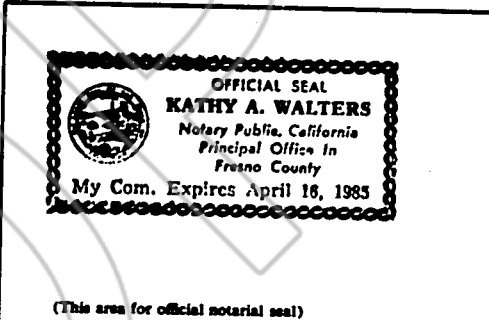 OFFICIAL SEAL
KATHY A. WALTERS
Notary Public, California
Principal Office In
Fresno County
My Com. Expires April 16, 1985
(This area for official notarial seal)